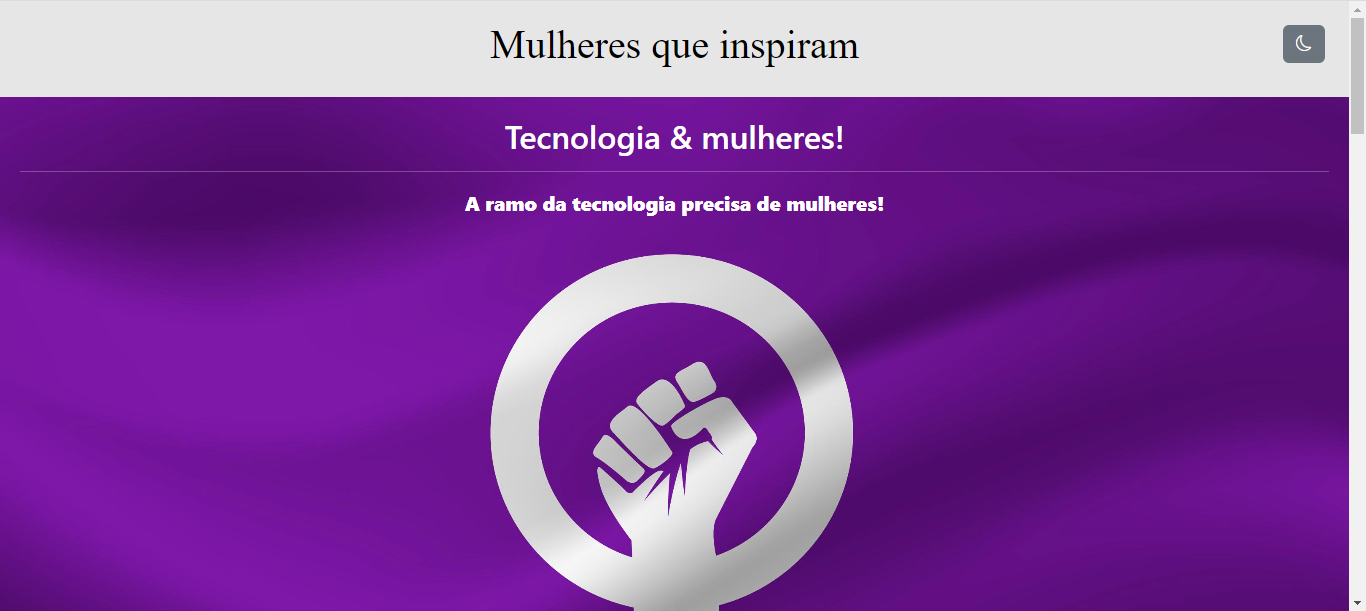 Mulheres que inspiram
Tecnologia & mulheres!
A ramo da tecnologia precisa de mulheres!